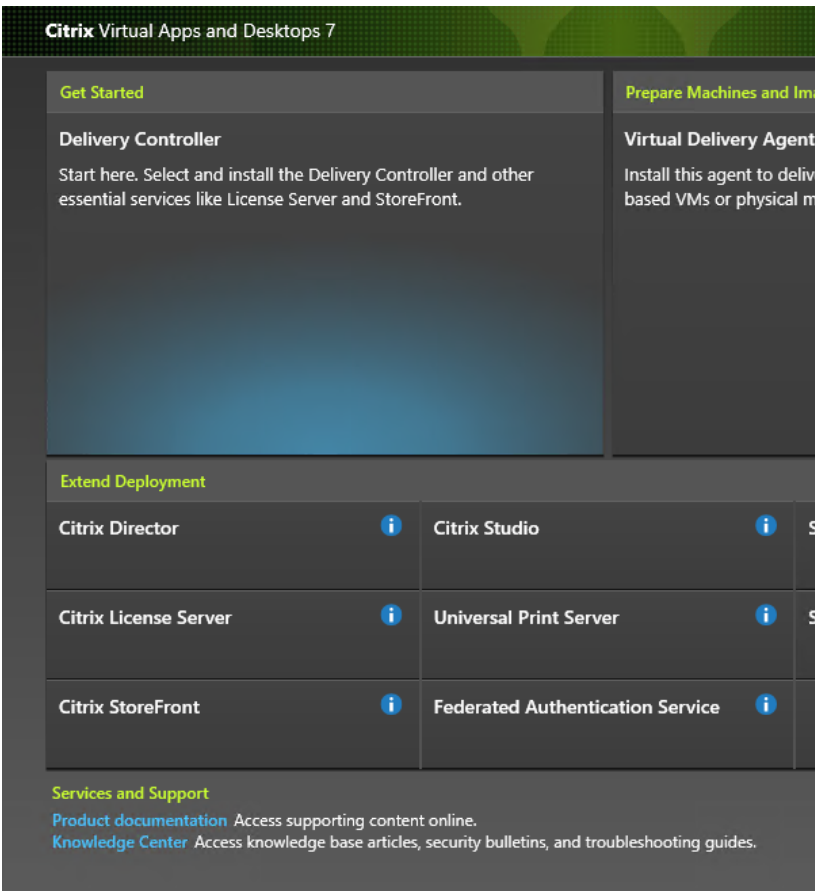 Citrix Virtual Apps and Desktops 7
Get Started
Delivery Controller
Start here. Select and install the Delivery Controller and other
essential services like License Server and StoreFront.
Prepare Machines and
Virtual Delivery Agent
Install this agent to
based VMs or physical
Extend Deployment
Citrix Director
Citrix Studio
Citrix License Server
Universal Print Server
Citrix StoreFront
Federated Authentication Service
Services and Support
Product documentation Access supporting content online.
Knowledge Center Access knowledge base articles, security bulletins, and troubleshooting guides.